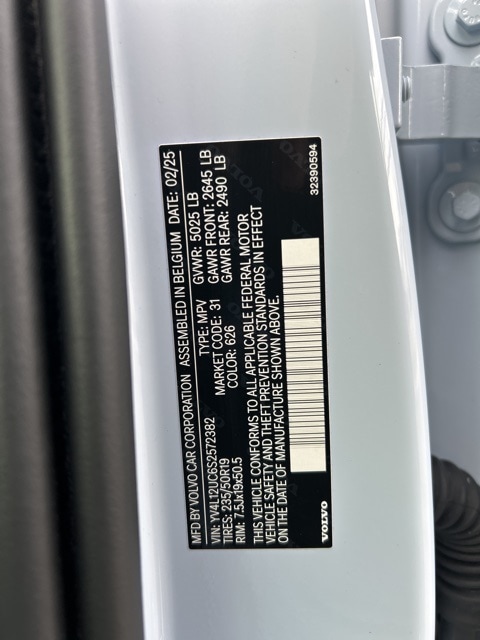 MFD BY VOLVO CAR CORPORATION ASSEMBLED IN BELGIUM DATE: 02/25
GVWR: 5025 LB
TYPE: MPV GAWR FRONT: 2645 LB
MARKET CODE: 31 GAWR REAR: 2490 LB
COLOR: 626
VIN: YV4L12UC6S2572382
TIRES: 235/50R19
RIM: 7.5Jx19x50.5
THIS VEHICLE CONFORMS TO ALL APPLICABLE FEDERAL MOTOR
VEHICLE SAFETY AND THEFT PREVENTION STANDARDS IN EFFECT
ON THE DATE OF MANUFACTURE SHOWN ABOVE.
VOLVO
32390594